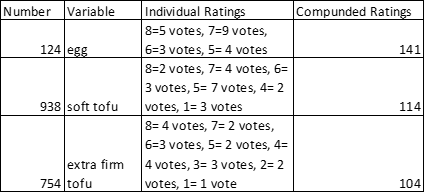 Number Variable Individual Ratings Compunded Ratings
8=5 votes, 7=9 votes,
124 egg 6=3 votes, 5= 4 votes 141
8=2 votes, 7= 4 votes, 6=
3 votes, 5= 7 votes, 4= 2
938 soft tofu votes, 1= 3 votes 114
8= 4 votes, 7= 2 votes,
6=3 votes, 5= 2 votes, 4=
extra firm 4 votes, 3= 3 votes, 2= 2
754 tofu votes, 1= 1 vote 104